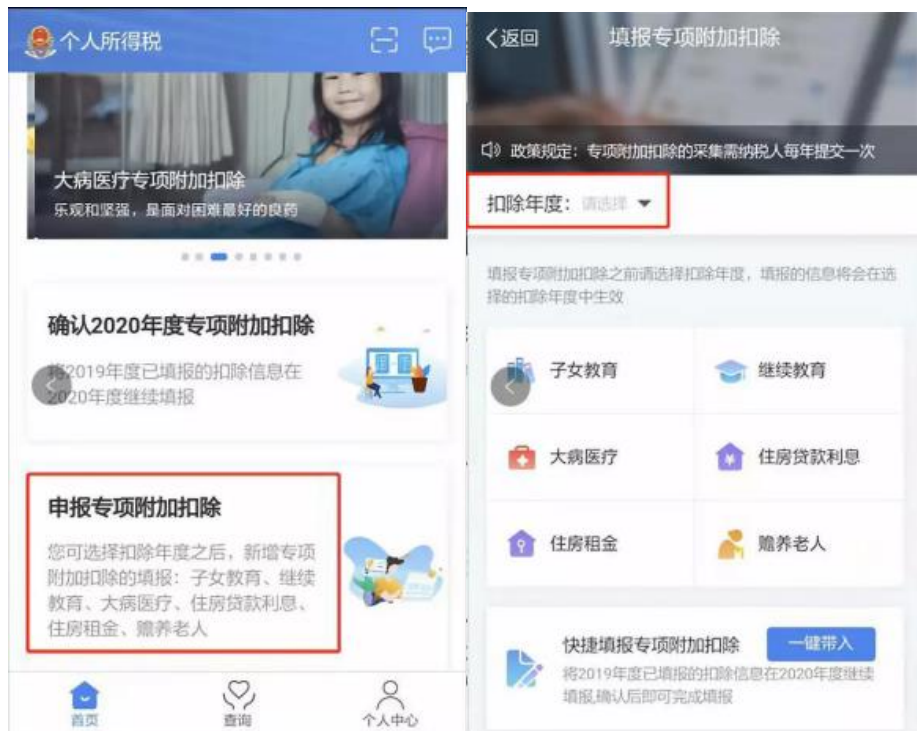 个人所得税
大病医疗专项附加扣除
乐观和坚强，是面对困难最好的良药
确认2020年度专项附加扣除
将2019年度已填报的扣除信息在
2020年度继续填报
申报专项附加扣除
您可选择扣除年度之后，新增专项
附加扣除的填报：子女教育、继续
教育、大病医疗、住房贷款利息、
住房租金、赡养老人
首页
查询
个人中心
返回
填报专项附加扣除
政策规定：专项附加扣除的采集需纳税人每年提交一次
扣除年度：请选择
填报专项附加扣除之前请选择扣除年度，填报的信息将会在选
择的扣除年度中生效
子女教育
继续教育
大病医疗
住房贷款利息
住房租金
赡养老人
快捷填报专项附加扣除
一键带入
将2019年度已填报的扣除信息在2020年度继续
填报,确认后即可完成填报